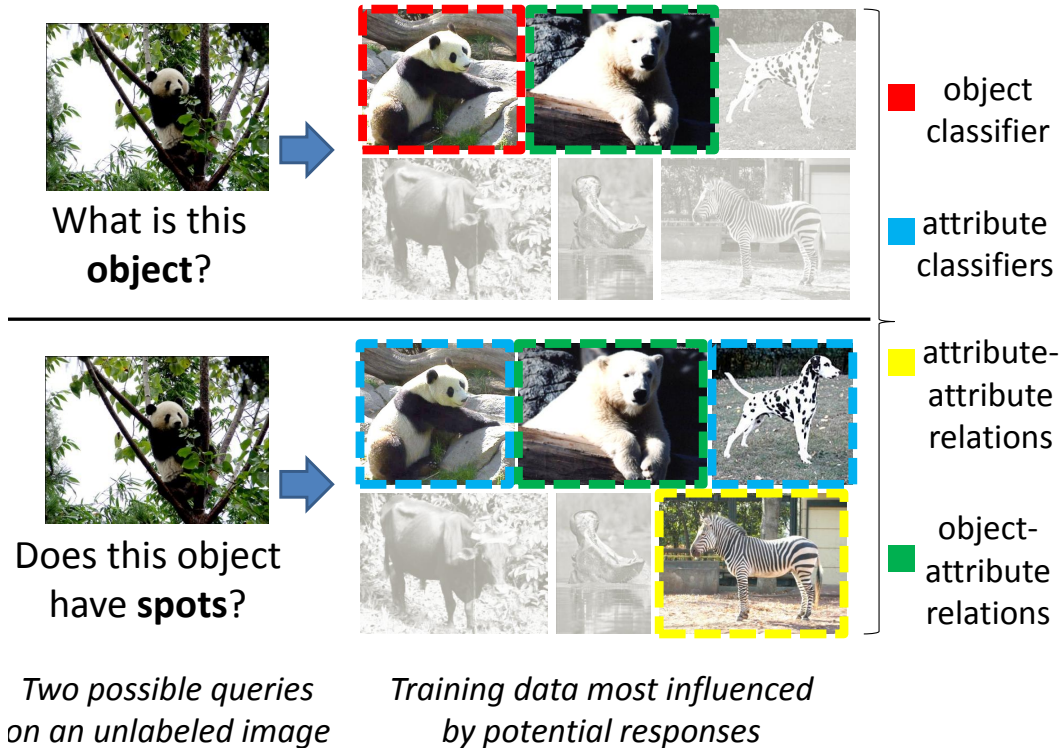 What is this
object?
object
classifier
attribute
classifiers
Does this object
have spots?
attribute-
attribute
relations
object-
attribute
relations
Two possible queries
on an unlabeled image
Training data most influenced
by potential responses